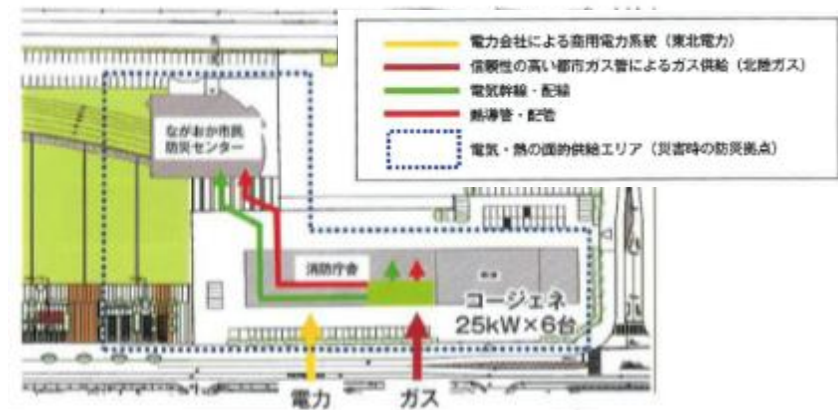 電力会社による商用電力系統（東北電力）
信頼性の高い都市ガス管によるガス供給（北陸ガス）
電気幹線・配線
熱導管・配管
電気・熱の面的供給エリア（災害時の防災拠点）
ながおか市民
防災センター
消防庁舎
コージェネ
25kW×6台
電力
ガス